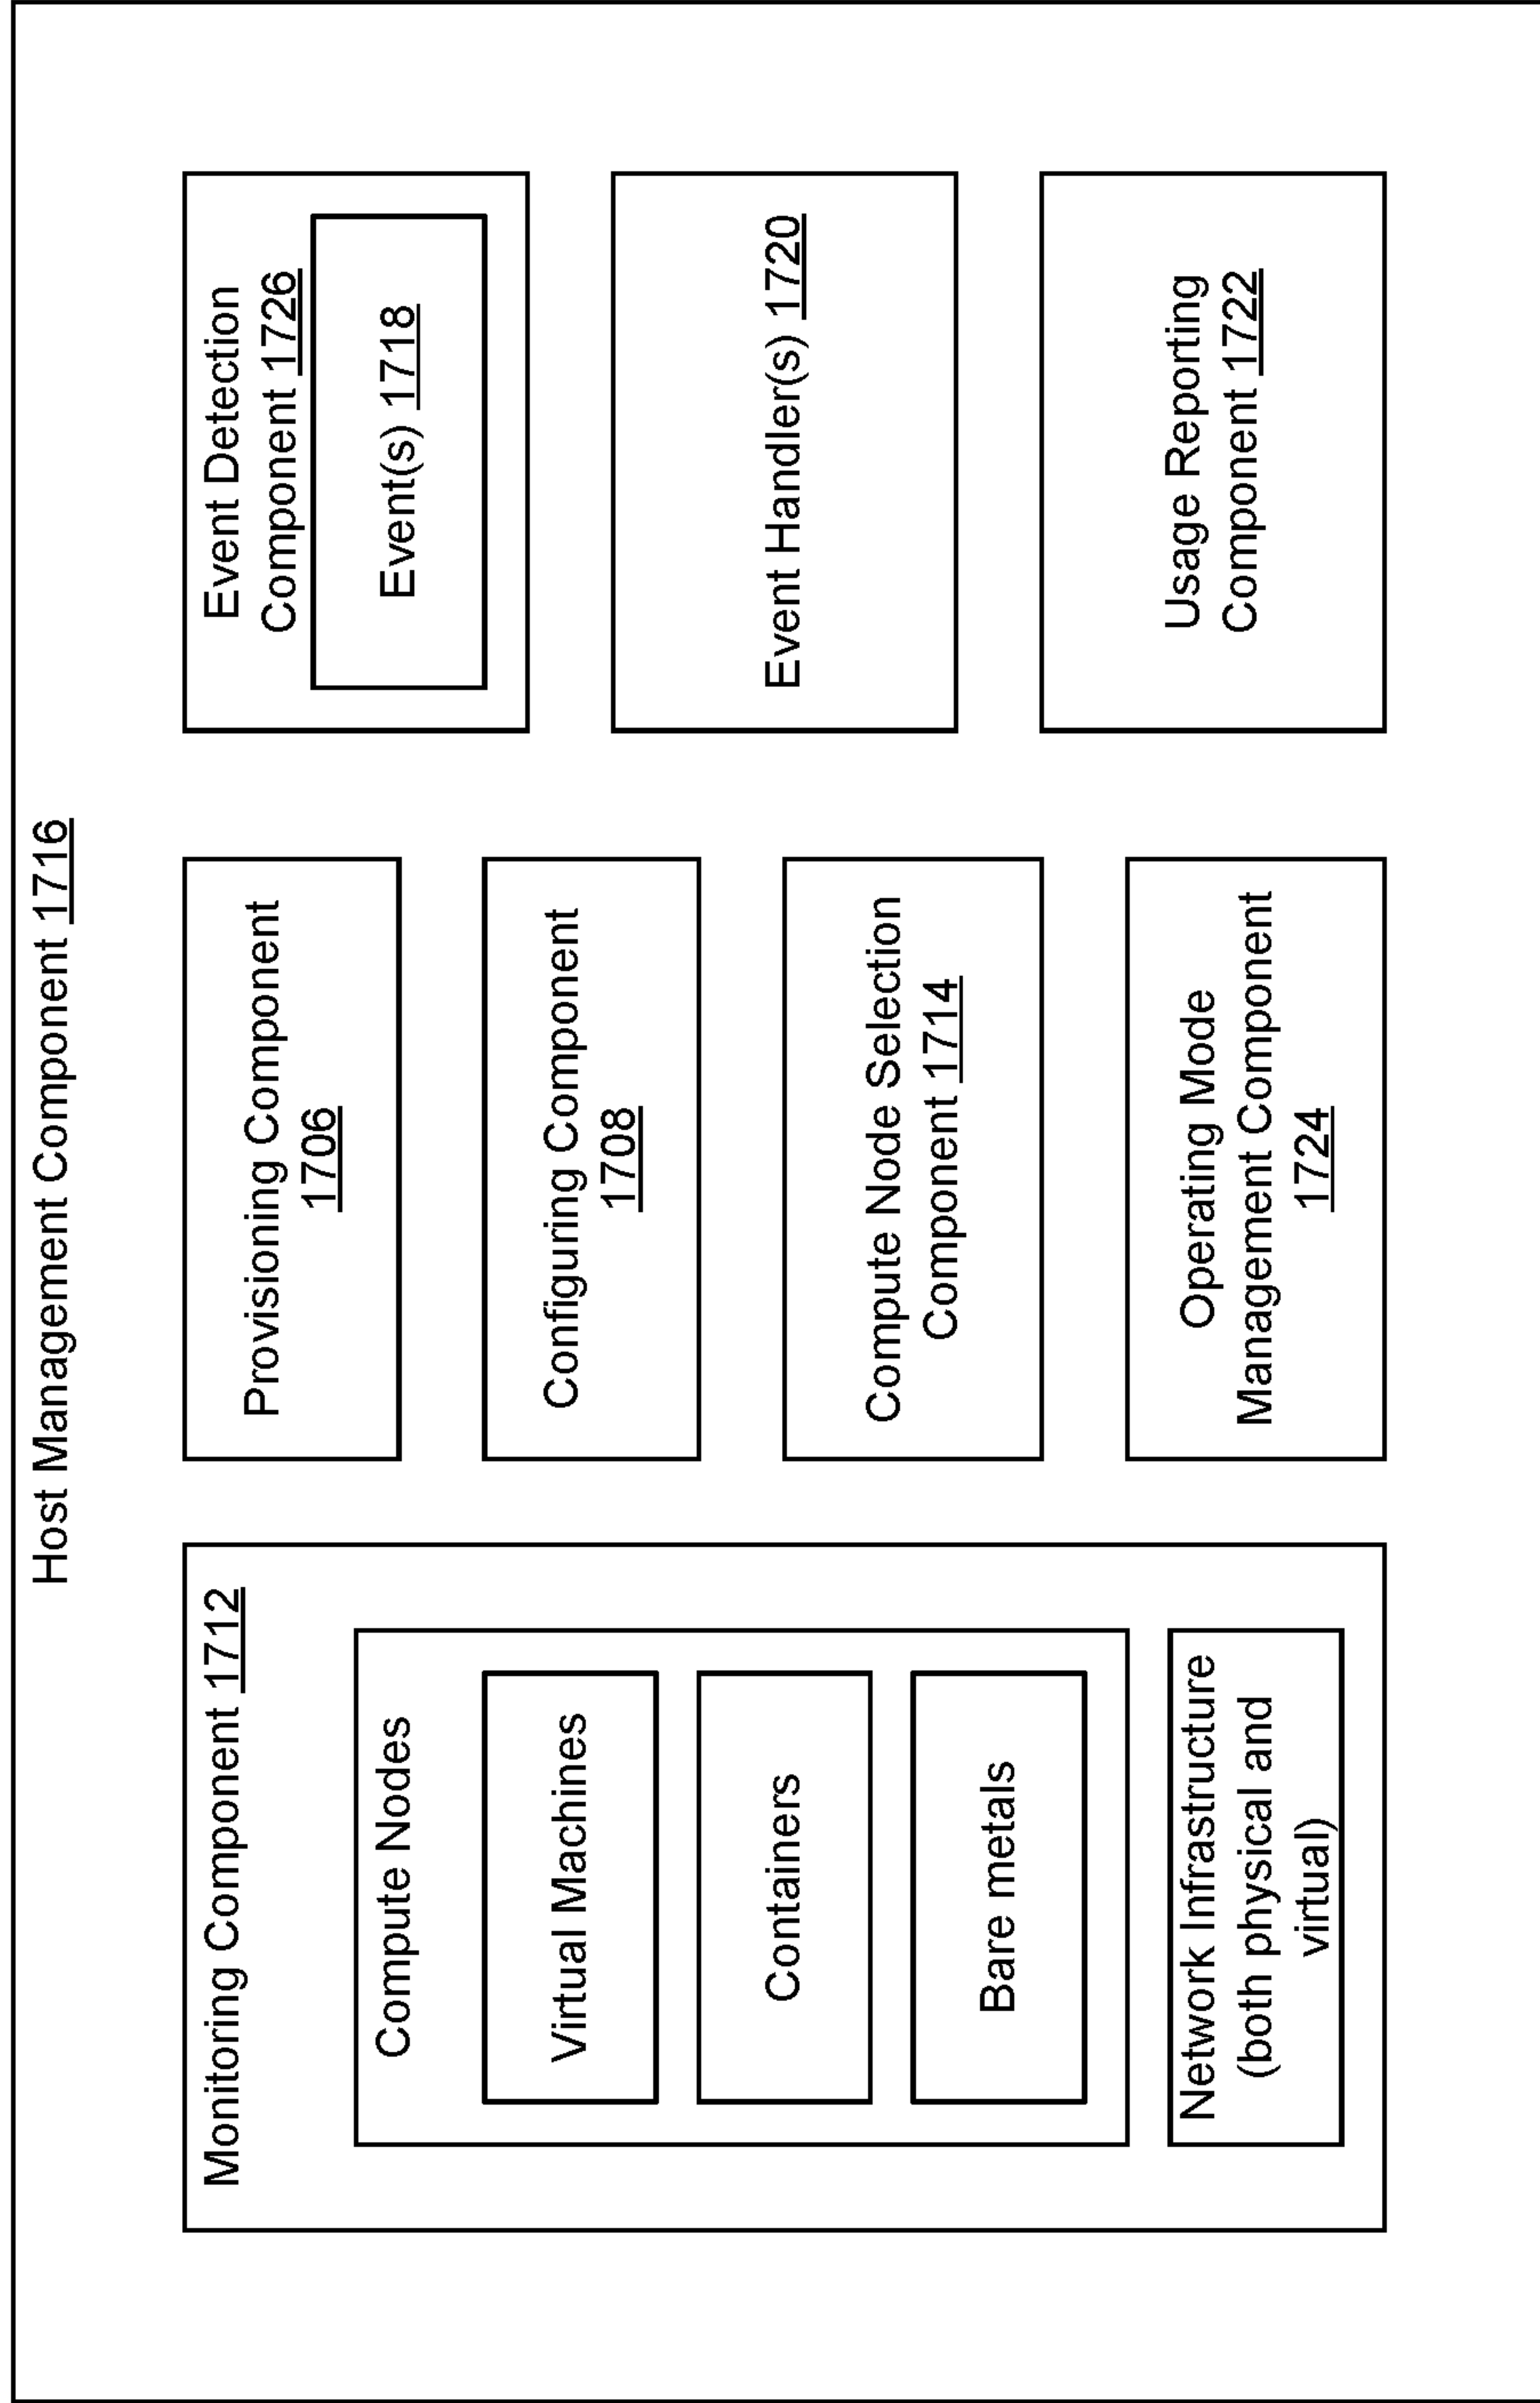 Host Management Component 1716
Monitoring Component 1712
Compute Nodes
Virtual Machines
Containers
Bare metals
Network Infrastructure
(both physical and
virtual)
Provisioning Component
1706
Configuring Component
1708
Compute Node Selection
Component 1714
Operating Mode
Management Component
1724
Event Detection
Component 1726
Event(s) 1718
Event Handler(s) 1720
Usage Reporting
Component 1722